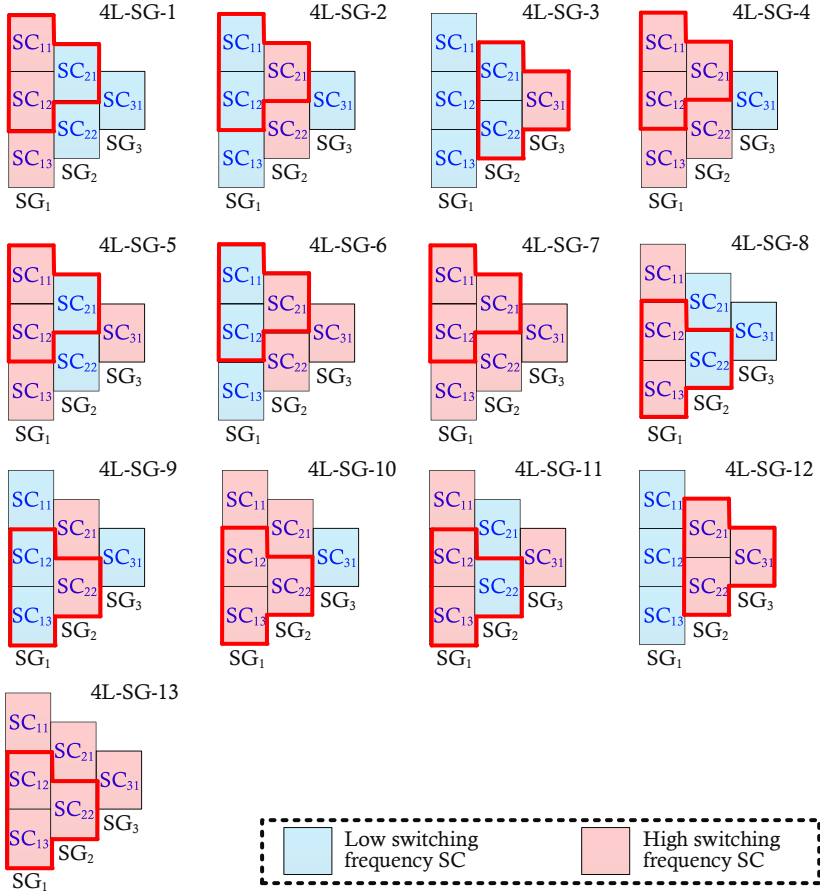 4L-SG-1
SC₁₁
SC₂₁
SC₁₂
SC₃₁
SC₂₂
SC₁₃
SG₃
SG₂
SG₁
4L-SG-2
SC₁₁
SC₂₁
SC₁₂
SC₃₁
SC₂₂
SC₁₃
SG₃
SG₂
SG₁
4L-SG-3
SC₁₁
SC₂₁
SC₁₂
SC₃₁
SC₂₂
SC₁₃
SG₃
SG₂
SG₁
4L-SG-4
SC₁₁
SC₂₁
SC₁₂
SC₃₁
SC₂₂
SC₁₃
SG₃
SG₂
SG₁
4L-SG-5
SC₁₁
SC₂₁
SC₁₂
SC₃₁
SC₂₂
SC₁₃
SG₃
SG₂
SG₁
4L-SG-6
SC₁₁
SC₂₁
SC₁₂
SC₃₁
SC₂₂
SC₁₃
SG₃
SG₂
SG₁
4L-SG-7
SC₁₁
SC₂₁
SC₁₂
SC₃₁
SC₂₂
SC₁₃
SG₃
SG₂
SG₁
4L-SG-8
SC₁₁
SC₂₁
SC₁₂
SC₃₁
SC₂₂
SC₁₃
SG₃
SG₂
SG₁
4L-SG-9
SC₁₁
SC₂₁
SC₁₂
SC₃₁
SC₂₂
SC₁₃
SG₃
SG₂
SG₁
4L-SG-10
SC₁₁
SC₂₁
SC₁₂
SC₃₁
SC₂₂
SC₁₃
SG₃
SG₂
SG₁
4L-SG-11
SC₁₁
SC₂₁
SC₁₂
SC₃₁
SC₂₂
SC₁₃
SG₃
SG₂
SG₁
4L-SG-12
SC₁₁
SC₂₁
SC₁₂
SC₃₁
SC₂₂
SC₁₃
SG₃
SG₂
SG₁
4L-SG-13
SC₁₁
SC₂₁
SC₁₂
SC₃₁
SC₂₂
SC₁₃
SG₃
SG₂
SG₁
Low switching
frequency SC
High switching
frequency SC